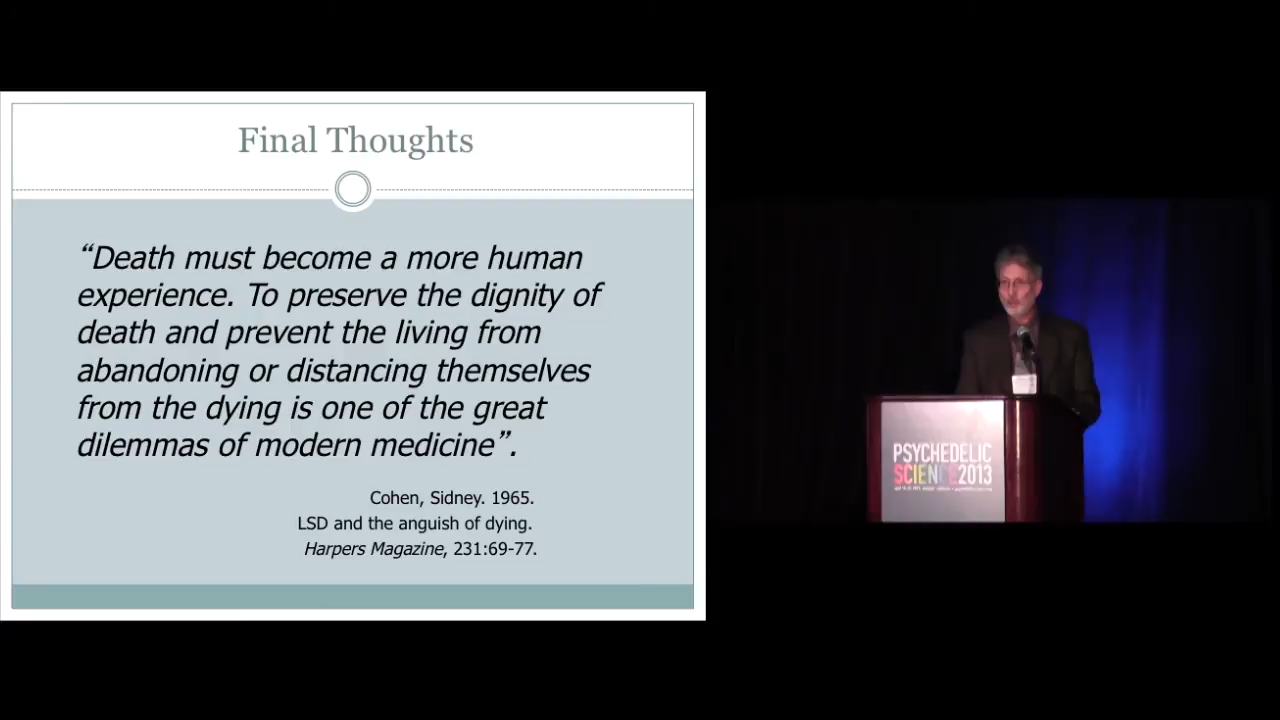 Final Thoughts
“Death must become a more human
experience. To preserve the dignity of
death and prevent the living from
abandoning or distancing themselves
from the dying is one of the great
dilemmas of modern medicine”.
Cohen, Sidney. 1965.
LSD and the anguish of dying.
Harpers Magazine, 231:69-77.
PSYCHEDELIC
SCIENCE2013